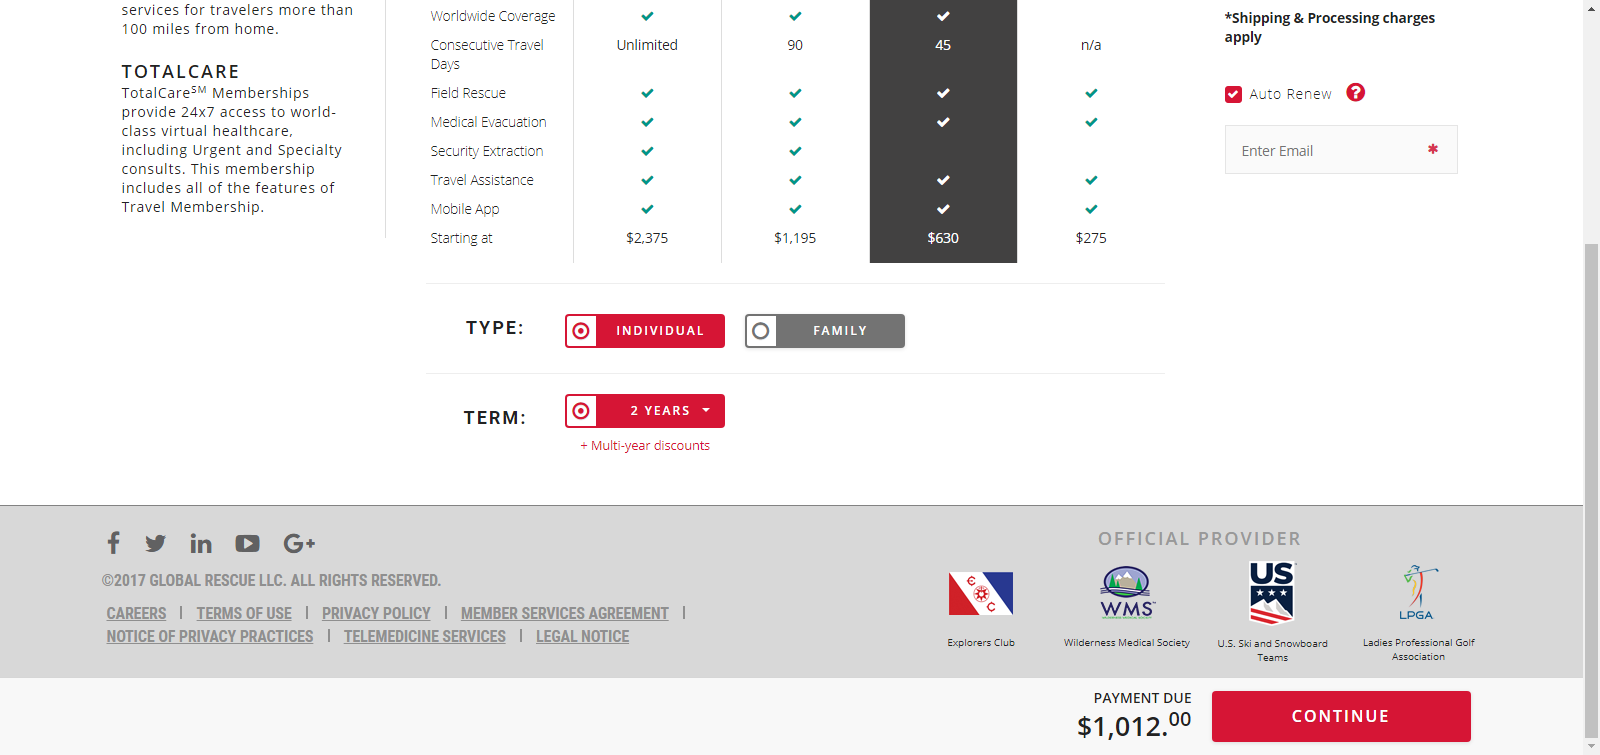 services for travelers more than
100 miles from home.
TOTALCARE
TotalCareSM Memberships
provide 24x7 access to world-
class virtual healthcare,
including Urgent and Specialty
consults. This membership
includes all of the features of
Travel Membership.
Worldwide Coverage
Consecutive Travel Unlimited 90 45 n/a
Days
Field Rescue
Medical Evacuation
Security Extraction
Travel Assistance
Mobile App
Starting at $2,375 $1,195 $630 $275
TYPE: INDIVIDUAL FAMILY
TERM: 2 YEARS
+ Multi-year discounts
*Shipping & Processing charges
apply
Auto Renew ?
Enter Email *
©2017 GLOBAL RESCUE LLC. ALL RIGHTS RESERVED.
CAREERS | TERMS OF USE | PRIVACY POLICY | MEMBER SERVICES AGREEMENT |
NOTICE OF PRIVACY PRACTICES | TELEMEDICINE SERVICES | LEGAL NOTICE
OFFICIAL PROVIDER
WMS
US
LPGA
Explorers Club
Wilderness Medical Society
U.S. Ski and Snowboard
Teams
Ladies Professional Golf
Association
PAYMENT DUE
$1,012.00
CONTINUE